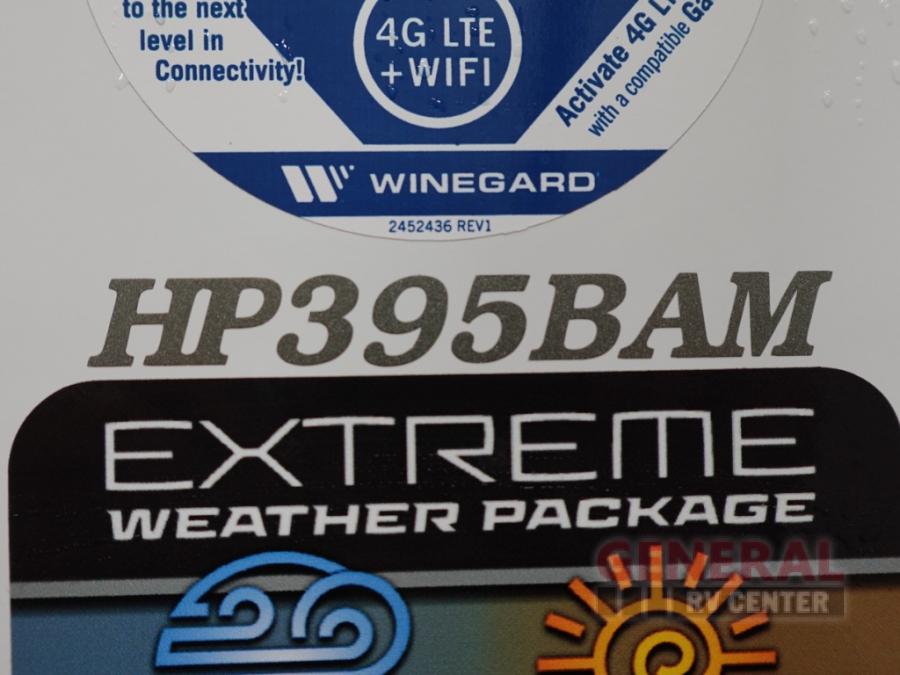 to the next
level in
Connectivity!
4G LTE
+WIFI
Activate 4G
with a compatible
WINEGARD
2452436 REV1
HP395BAM
EXTREME
WEATHER PACKAGE
GENERAL
RV CENTER